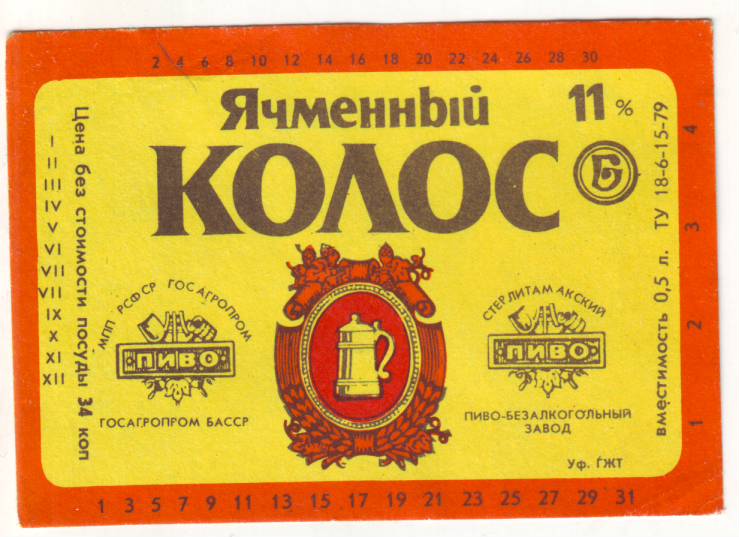 2 4 6 8 10 12 14 16 18 20 22 24 26 28 30
Ячменный
11 %
КОЛОС
Б
Цена без стоимости посуды 34 коп
I
II
III
IV
V
VI
VII
VII
IX
X
XI
XII
МПП РСФСР ГОСАГРОПРОМ
ПИВО
ГОСАГРОПРОМ БАССР
СТЕРЛИТАМАКСКИЙ
ПИВО
ПИВО-БЕЗАЛКОГОЛЬНЫЙ
ЗАВОД
Уф. ГЖТ
вместимость 0,5 л. ТУ 18-6-15-79
1 2 3 4
1 3 5 7 9 11 13 15 17 19 21 23 25 27 29 31